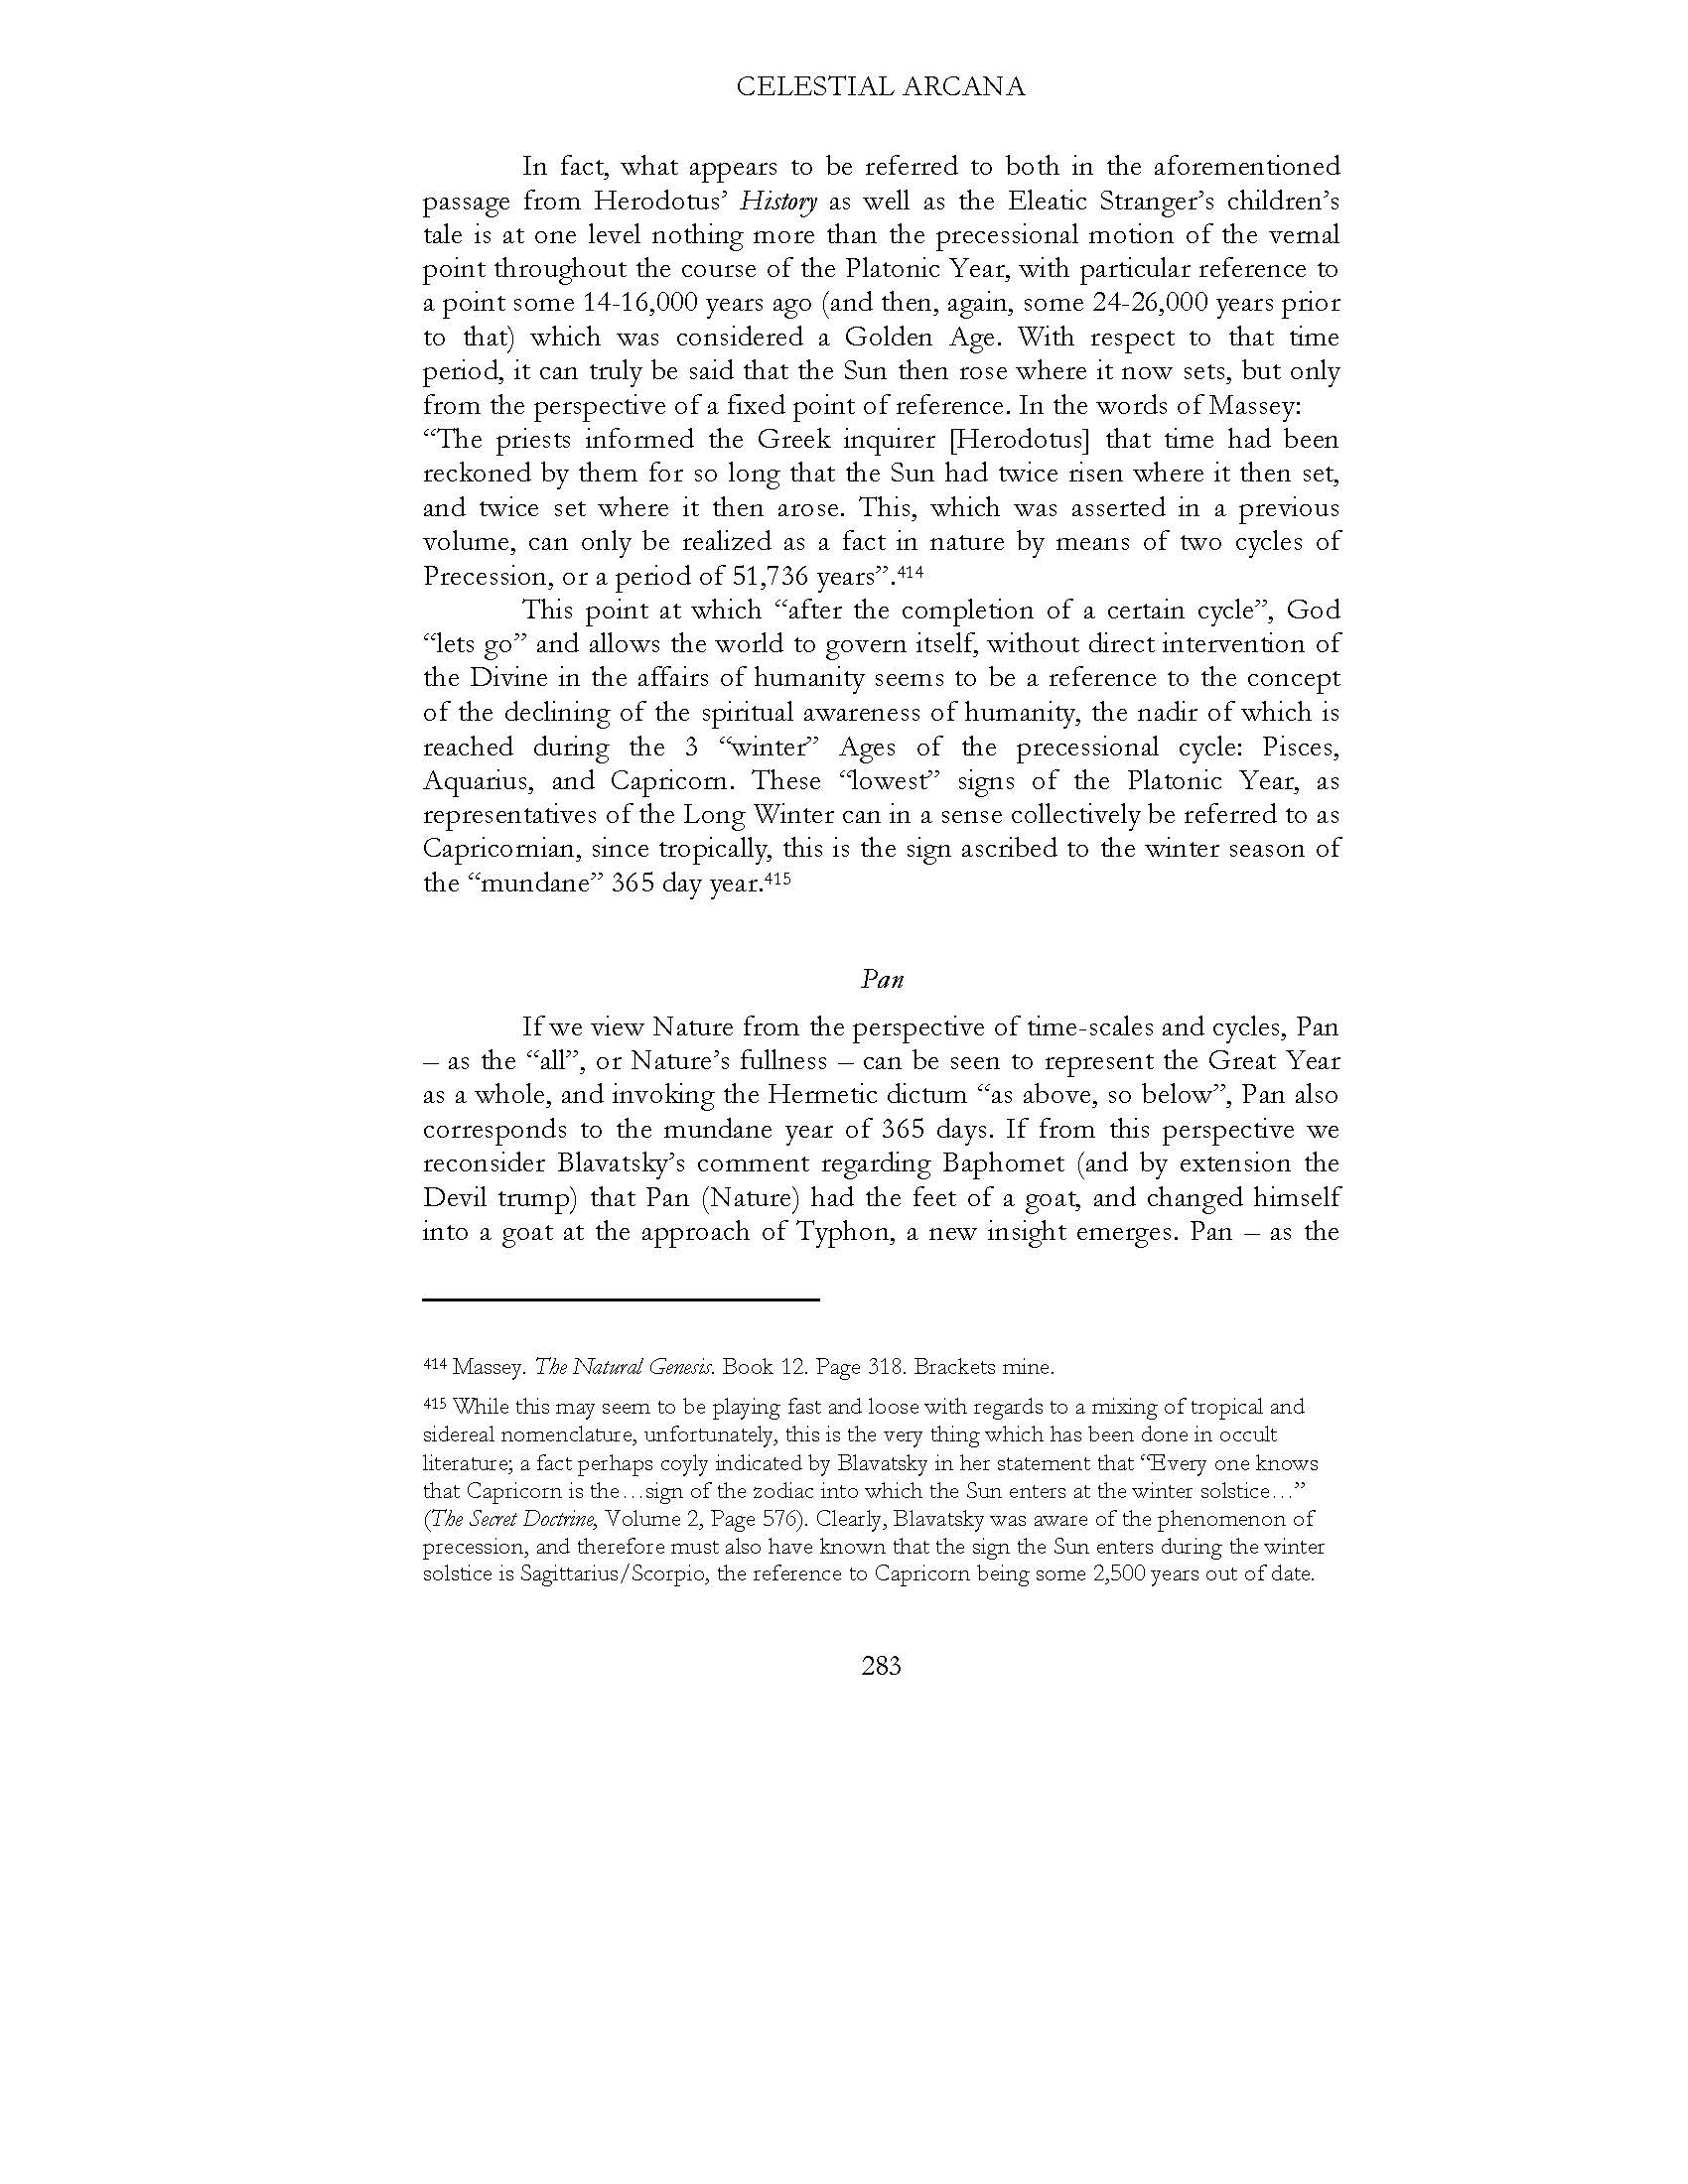 CELESTIAL ARCANA
In fact, what appears to be referred to both in the aforementioned
passage from Herodotus’ History as well as the Eleatic Stranger’s children’s
tale is at one level nothing more than the precessional motion of the vernal
point throughout the course of the Platonic Year, with particular reference to
a point some 14-16,000 years ago (and then, again, some 24-26,000 years prior
to that) which was considered a Golden Age. With respect to that time
period, it can truly be said that the Sun then rose where it now sets, but only
from the perspective of a fixed point of reference. In the words of Massey:
“The priests informed the Greek inquirer [Herodotus] that time had been
reckoned by them for so long that the Sun had twice risen where it then set,
and twice set where it then arose. This, which was asserted in a previous
volume, can only be realized as a fact in nature by means of two cycles of
Precession, or a period of 51,736 years”.414
This point at which “after the completion of a certain cycle”, God
“lets go” and allows the world to govern itself, without direct intervention of
the Divine in the affairs of humanity seems to be a reference to the concept
of the declining of the spiritual awareness of humanity, the nadir of which is
reached during the 3 “winter” Ages of the precessional cycle: Pisces,
Aquarius, and Capricorn. These “lowest” signs of the Platonic Year, as
representatives of the Long Winter can in a sense collectively be referred to as
Capricornian, since tropically, this is the sign ascribed to the winter season of
the “mundane” 365 day year.415
Pan
If we view Nature from the perspective of time-scales and cycles, Pan
– as the “all”, or Nature’s fullness – can be seen to represent the Great Year
as a whole, and invoking the Hermetic dictum “as above, so below”, Pan also
corresponds to the mundane year of 365 days. If from this perspective we
reconsider Blavatsky’s comment regarding Baphomet (and by extension the
Devil trump) that Pan (Nature) had the feet of a goat, and changed himself
into a goat at the approach of Typhon, a new insight emerges. Pan – as the
414 Massey. The Natural Genesis. Book 12. Page 318. Brackets mine.
415 While this may seem to be playing fast and loose with regards to a mixing of tropical and
sidereal nomenclature, unfortunately, this is the very thing which has been done in occult
literature; a fact perhaps coyly indicated by Blavatsky in her statement that “Every one knows
that Capricorn is the…sign of the zodiac into which the Sun enters at the winter solstice…”
(The Secret Doctrine, Volume 2, Page 576). Clearly, Blavatsky was aware of the phenomenon of
precession, and therefore must also have known that the sign the Sun enters during the winter
solstice is Sagittarius/Scorpio, the reference to Capricorn being some 2,500 years out of date.
283